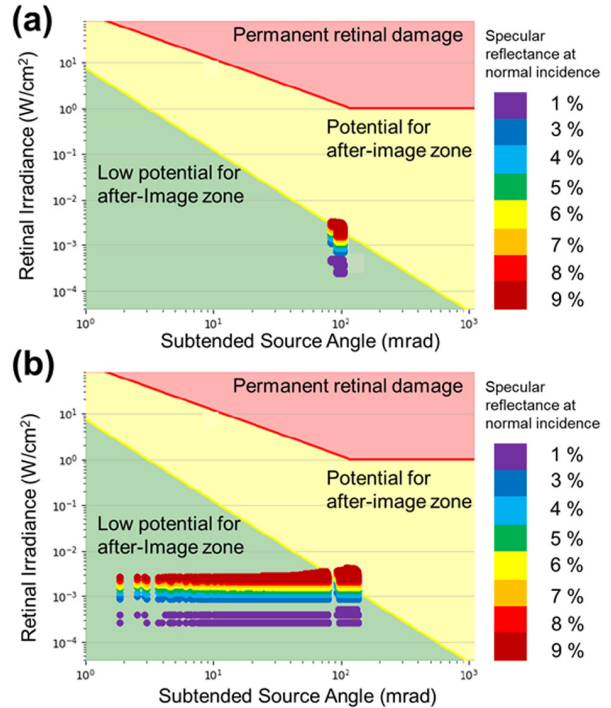 (a)
Retinal Irradiance (W/cm²)
10¹
10⁰
10⁻¹
10⁻²
10⁻³
10⁻⁴
Permanent retinal damage
Potential for
after-image zone
Low potential for
after-Image zone
10⁰
10¹
10²
10³
Subtended Source Angle (mrad)
Specular
reflectance at
normal incidence
1 %
3 %
4 %
5 %
6 %
7 %
8 %
9 %
(b)
Retinal Irradiance (W/cm²)
10¹
10⁰
10⁻¹
10⁻²
10⁻³
10⁻⁴
Permanent retinal damage
Potential for
after-image zone
Low potential for
after-Image zone
10⁰
10¹
10²
10³
Subtended Source Angle (mrad)
Specular
reflectance at
normal incidence
1 %
3 %
4 %
5 %
6 %
7 %
8 %
9 %